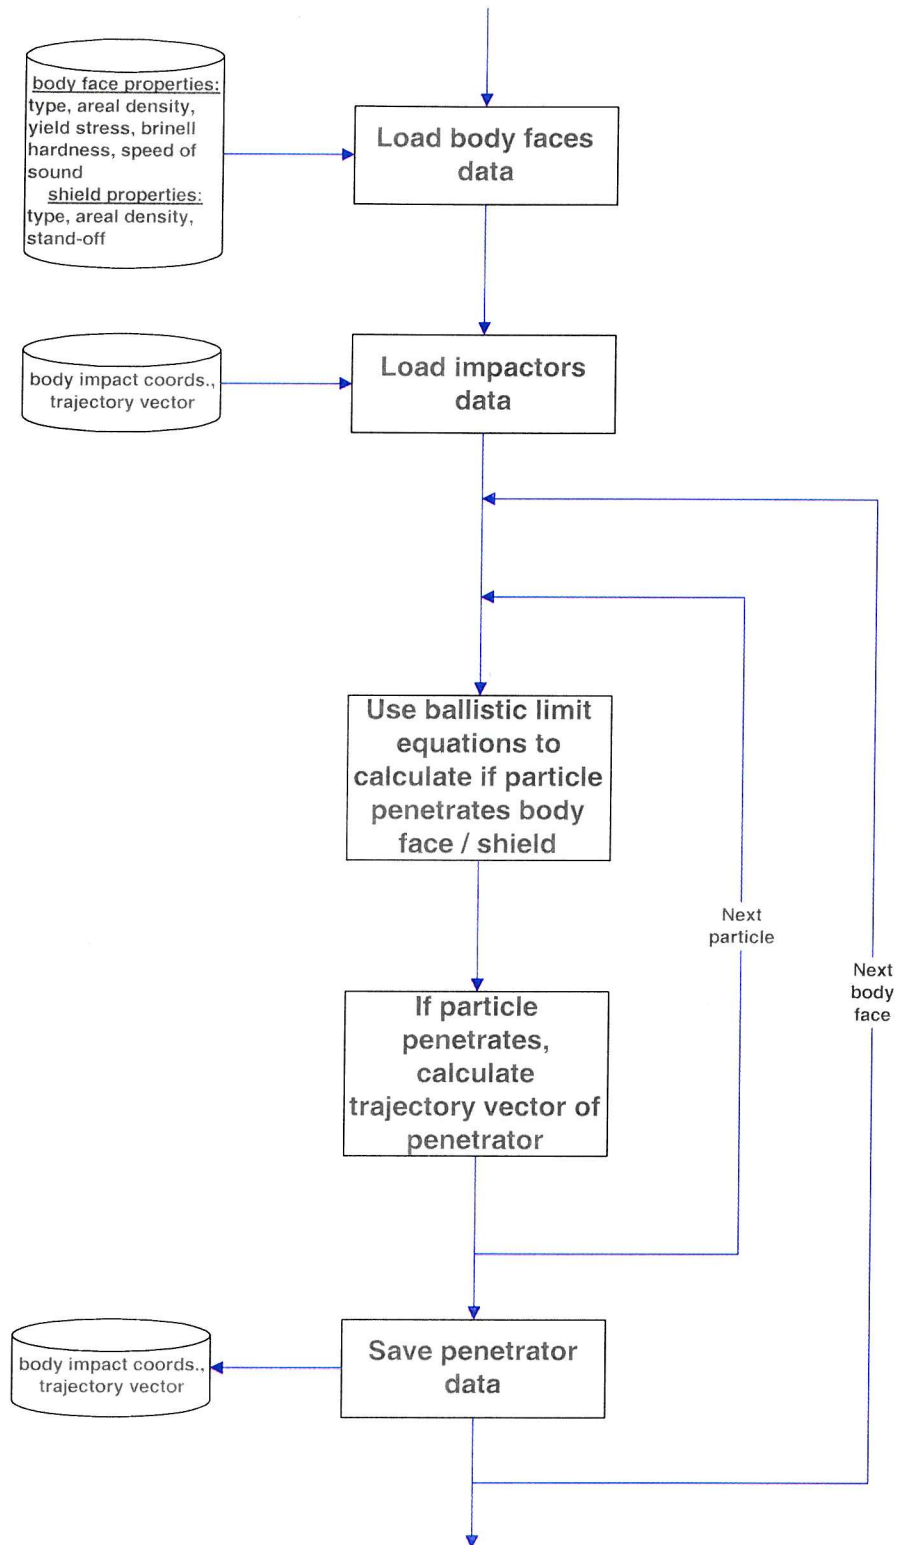 body face properties:
type, areal density,
yield stress, brinell
hardness, speed of
sound
shield properties:
type, areal density,
stand-off
Load body faces
data
body impact coords.,
trajectory vector
Load impactors
data
Use ballistic limit
equations to
calculate if particle
penetrates body
face / shield
Next
particle
Next
body
face
If particle
penetrates,
calculate
trajectory vector of
penetrator
body impact coords.,
trajectory vector
Save penetrator
data